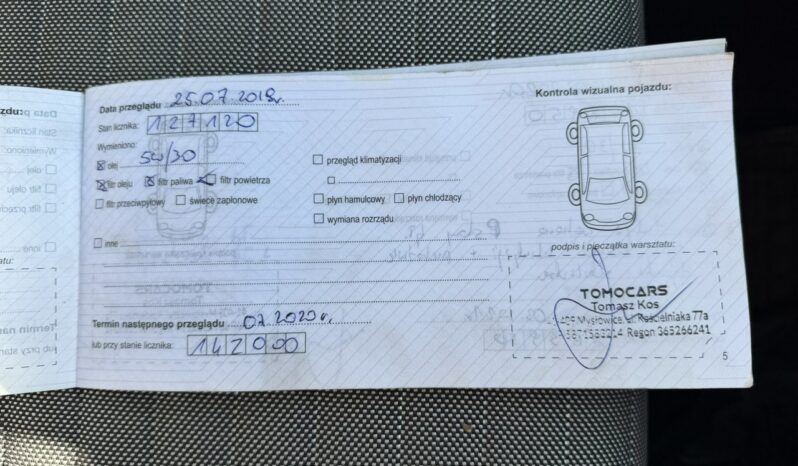 Data przeglądu 25.07.2019r.
Stan licznika: 127120
Wymieniono:
olej 5w/30
filtr oleju filtr paliwa filtr powietrza
filtr przeciwpyłowy świece zapłonowe
inne
przegląd klimatyzacji
płyn hamulcowy płyn chłodzący
wymiana rozrządu
Termin następnego przeglądu 07.2020r.
lub przy stanie licznika: 142000
Kontrola wizualna pojazdu:
podpis i pieczątka warsztatu:
TOMOCARS
Tomasz Kos
Mysłowice ul. Kościelniaka 77a
Regon 365266241
5